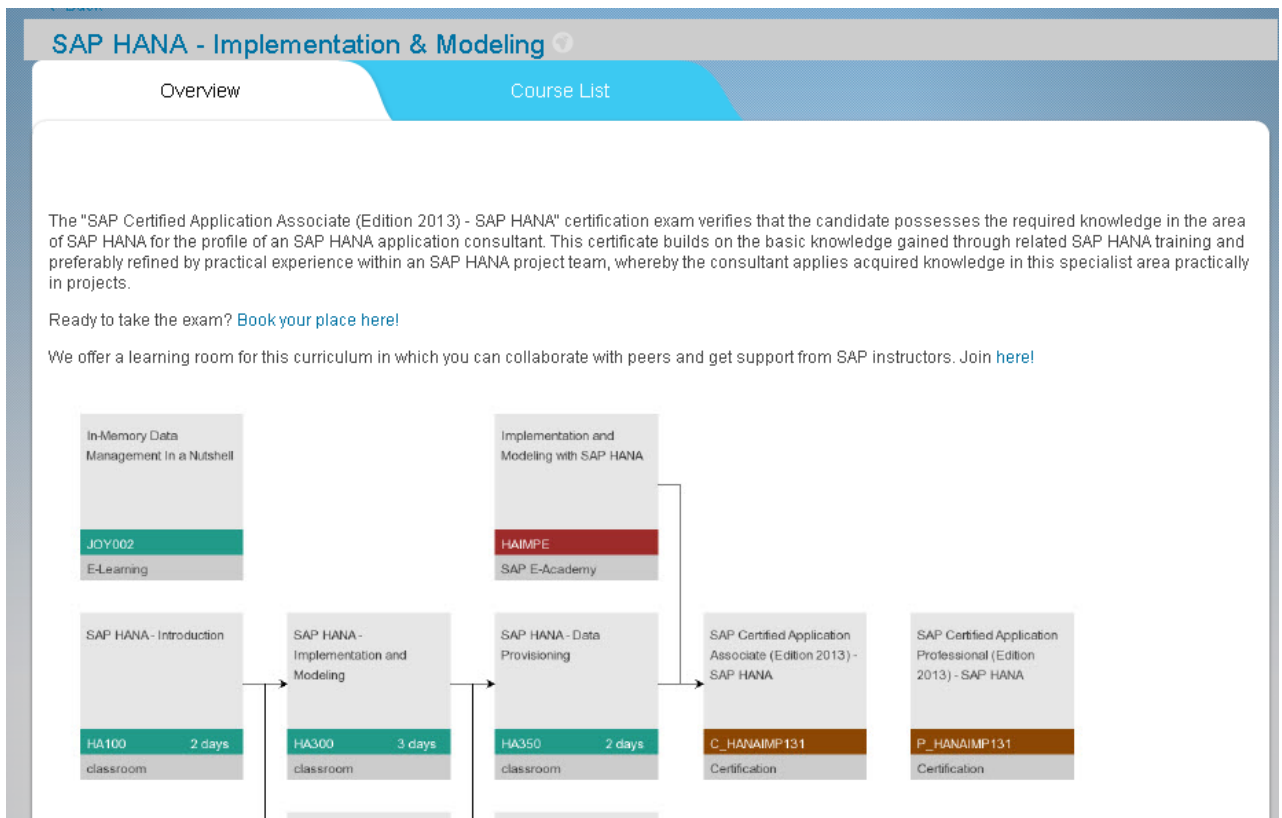 SAP HANA - Implementation & Modeling
Overview
Course List
The "SAP Certified Application Associate (Edition 2013) - SAP HANA" certification exam verifies that the candidate possesses the required knowledge in the area
of SAP HANA for the profile of an SAP HANA application consultant. This certificate builds on the basic knowledge gained through related SAP HANA training and
preferably refined by practical experience within an SAP HANA project team, whereby the consultant applies acquired knowledge in this specialist area practically
in projects.
Ready to take the exam? Book your place here!
We offer a learning room for this curriculum in which you can collaborate with peers and get support from SAP instructors. Join here!
In-Memory Data
Management In a Nutshell
JOY002
E-Learning
Implementation and
Modeling with SAP HANA
HAIMPE
SAP E-Academy
SAP HANA - Introduction
HA100 2 days
classroom
SAP HANA -
Implementation and
Modeling
HA300 3 days
classroom
SAP HANA - Data
Provisioning
HA350 2 days
classroom
SAP Certified Application
Associate (Edition 2013) -
SAP HANA
C_HANAIMP131
Certification
SAP Certified Application
Professional (Edition
2013) - SAP HANA
P_HANAIMP131
Certification